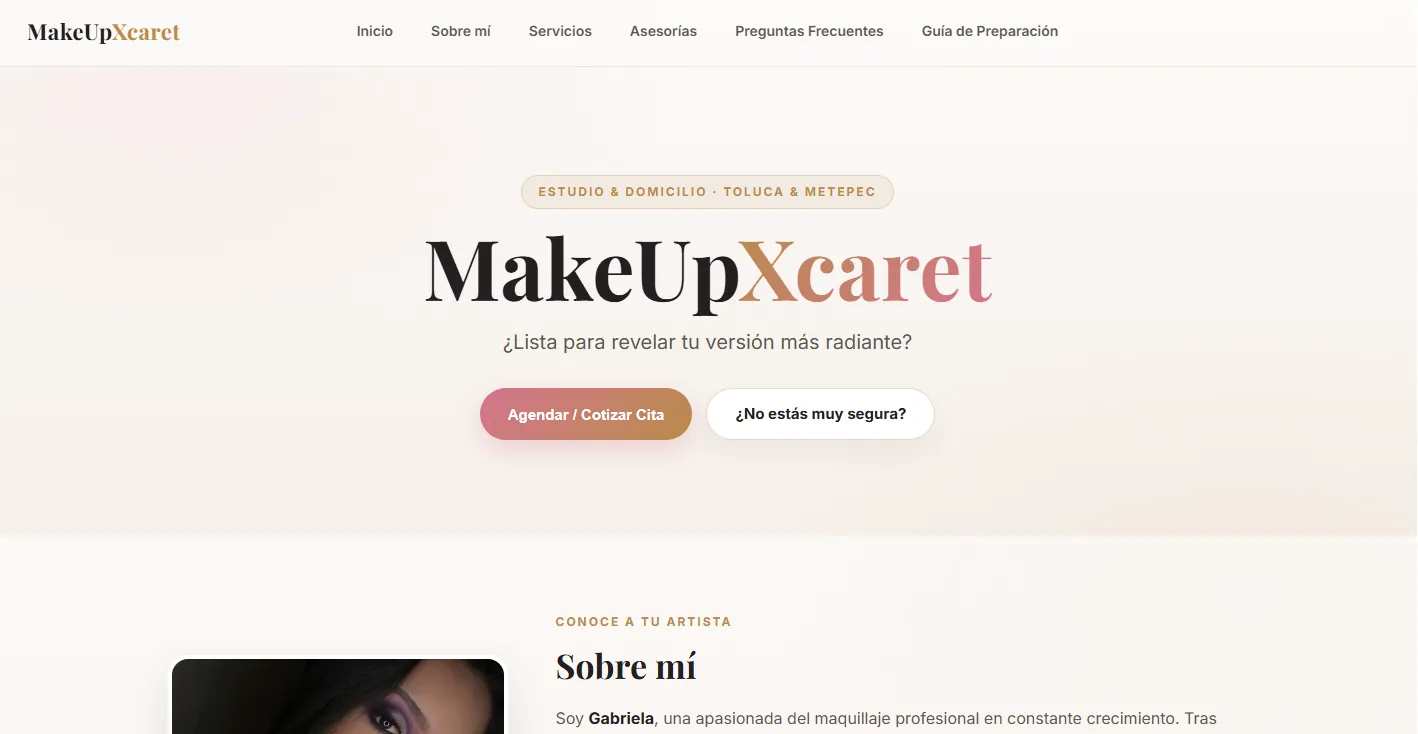 MakeUpXcaret
Inicio
Sobre mí
Servicios
Asesorías
Preguntas Frecuentes
Guía de Preparación
ESTUDIO & DOMICILIO · TOLUCA & METEPEC
MakeUpXcaret
¿Lista para revelar tu versión más radiante?
Agendar / Cotizar Cita
¿No estás muy segura?
CONOCE A TU ARTISTA
Sobre mí
Soy Gabriela, una apasionada del maquillaje profesional en constante crecimiento. Tras